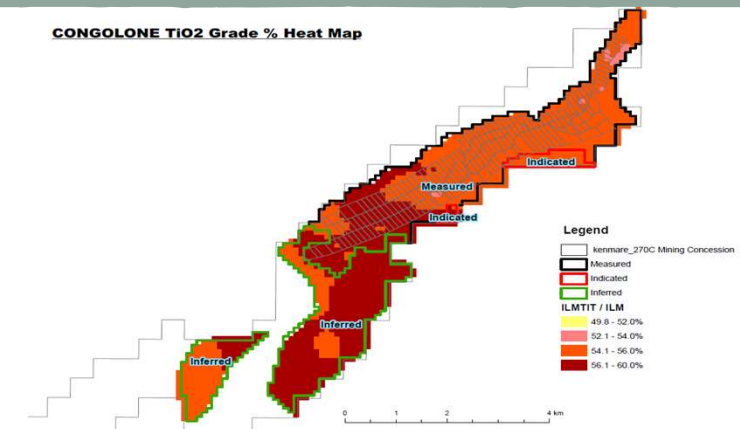 CONGOLONE TiO2 Grade % Heat Map
Indicated
Measured
Indicated
Inferred
Inferred
Legend
kenmare_270C Mining Concession
Measured
Indicated
Inferred
ILMTIT / ILM
49.8 - 52.0%
52.1 - 54.0%
54.1 - 56.0%
56.1 - 60.0%
0 1 2 4 km